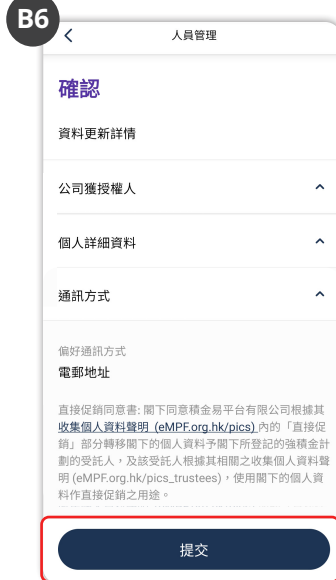 B6
人員管理
確認
資料更新詳情
公司獲授權人
個人詳細資料
通訊方式
偏好通訊方式
電郵地址
直接促銷同意書: 閣下同意積金易平台有限公司根據其
收集個人資料聲明 (eMPF.org.hk/pics) 內的「直接促
銷」部分轉移閣下的個人資料予閣下所登記的強積金計
劃的受託人，及該受託人根據其相關之收集個人資料聲
明 (eMPF.org.hk/pics_trustees)，使用閣下的個人資
料作直接促銷之用途。
提交